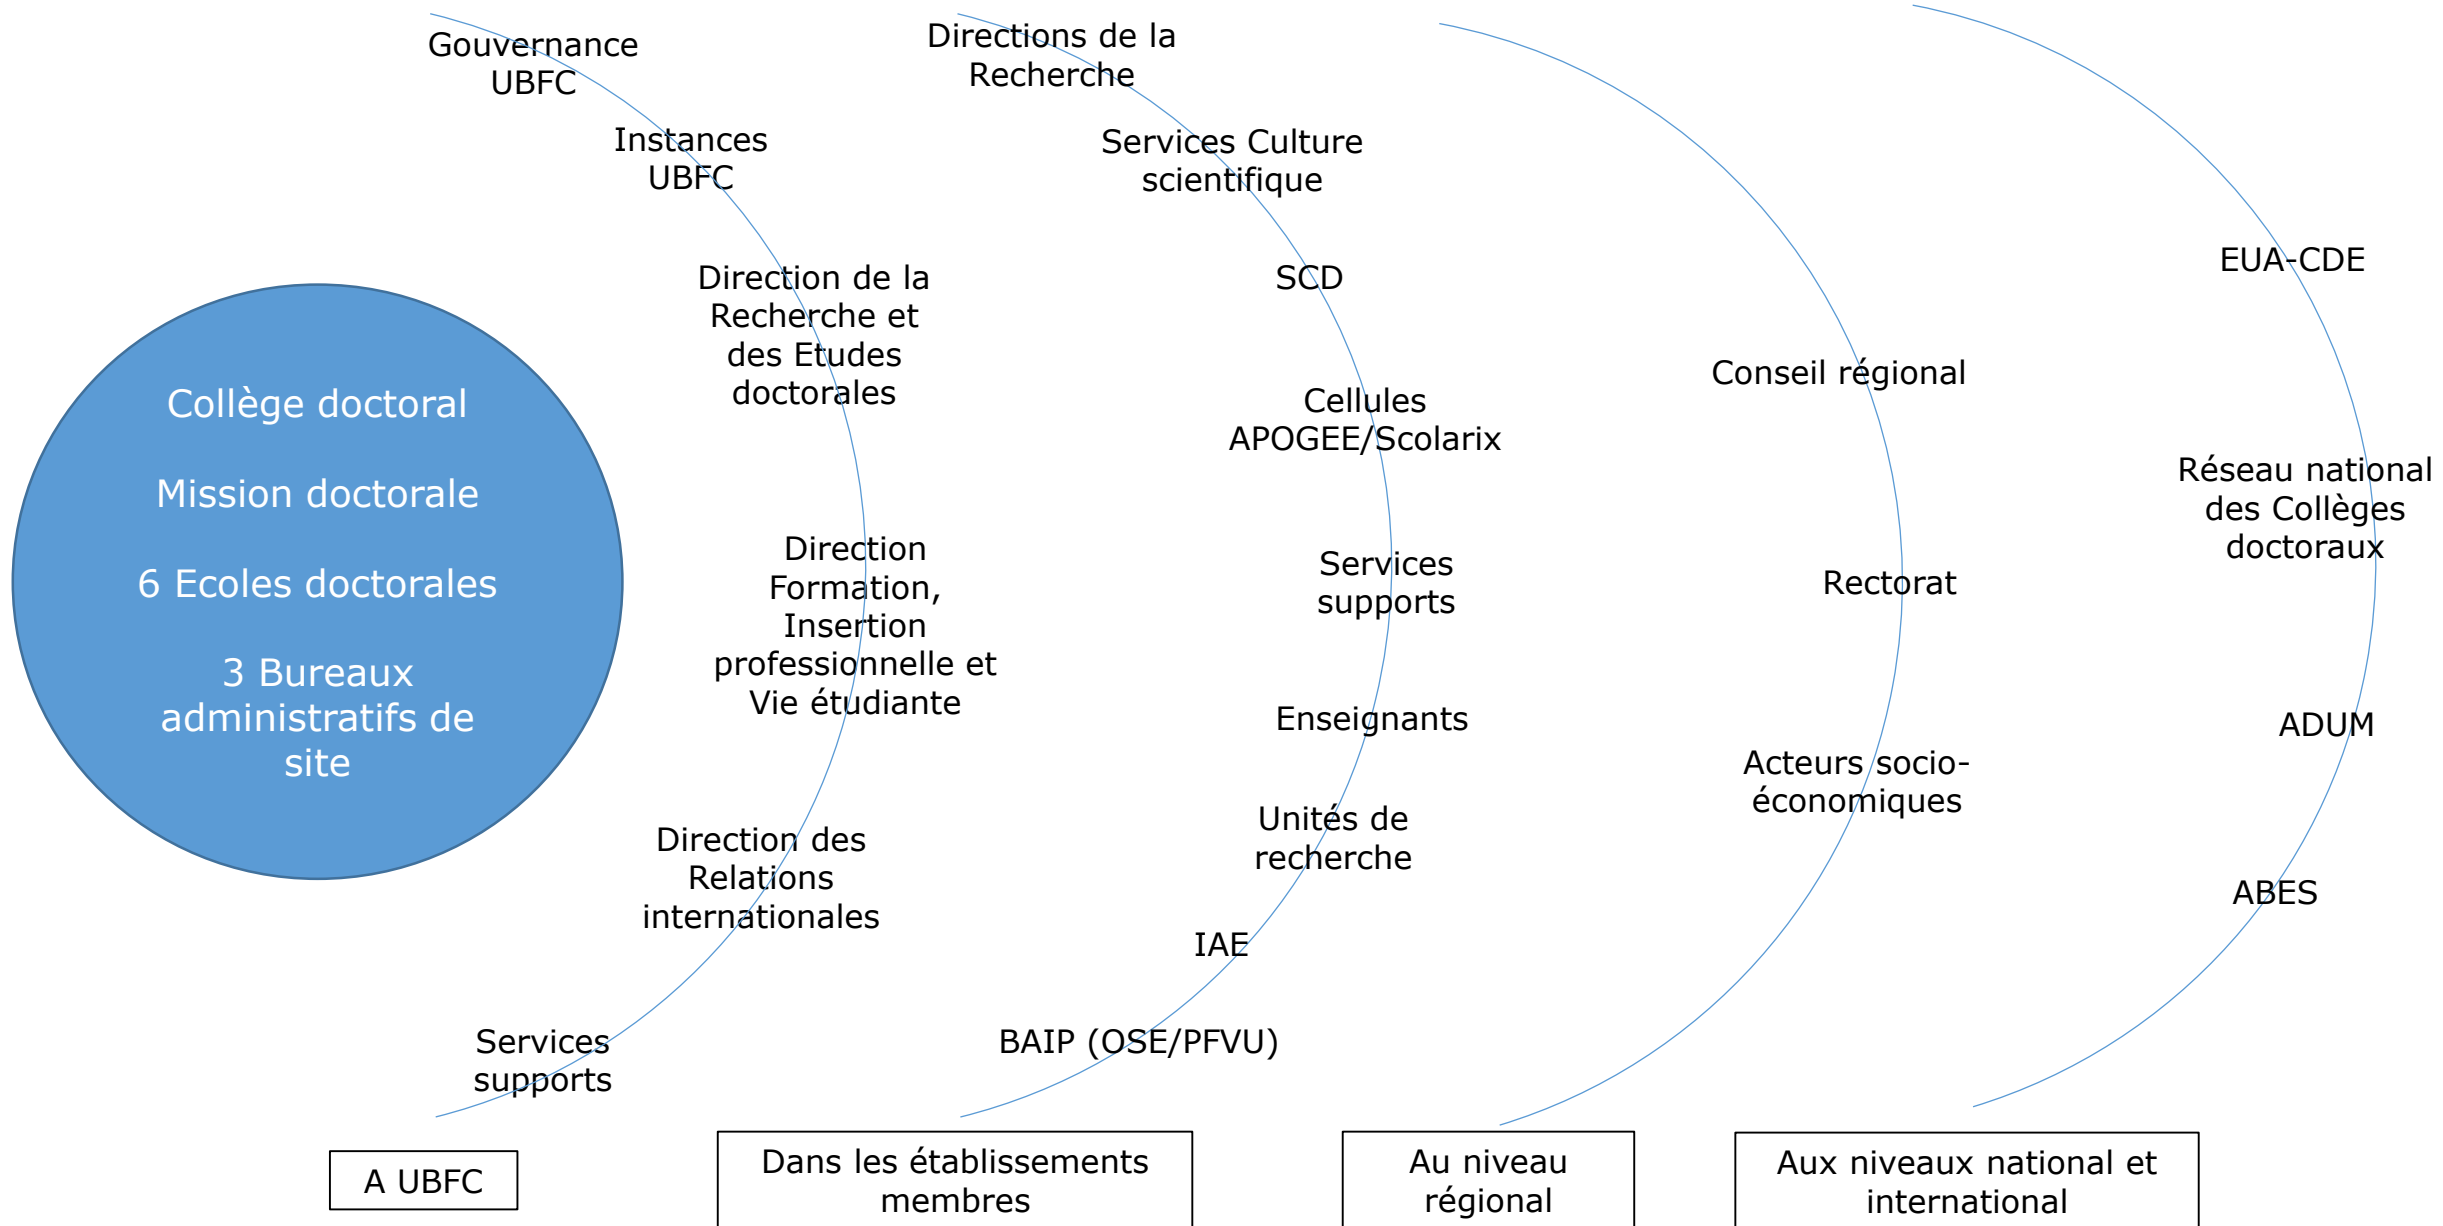 Collège doctoral
Mission doctorale
6 Ecoles doctorales
3 Bureaux
administratifs de
site
Gouvernance
UBFC
Instances
UBFC
Direction de la
Recherche et
des Etudes
doctorales
Direction
Formation,
Insertion
professionnelle et
Vie étudiante
Direction des
Relations
internationales
Services
supports
A UBFC
Directions de la
Recherche
Services Culture
scientifique
SCD
Cellules
APOGEE/Scolarix
Services
supports
Enseignants
Unités de
recherche
IAE
BAIP (OSE/PFVU)
Dans les établissements
membres
Conseil régional
Rectorat
Acteurs socio-
économiques
Au niveau
régional
EUA-CDE
Réseau national
des Collèges
doctoraux
ADUM
ABES
Aux niveaux national et
international